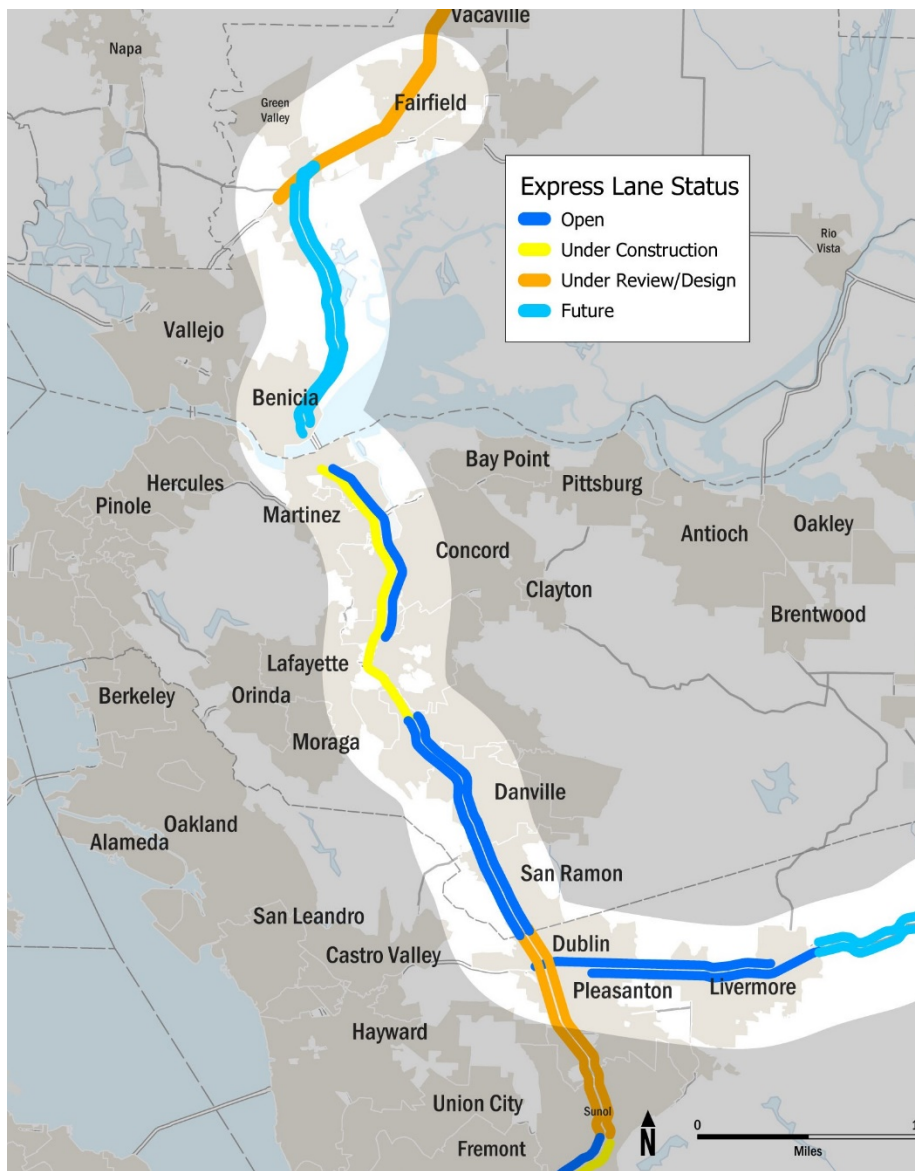 Vacaville
Napa
Green
Valley
Fairfield
Express Lane Status
Open
Under Construction
Under Review/Design
Future
Rio
Vista
Vallejo
Benicia
Bay Point
Hercules
Pittsburg
Pinole
Martinez
Antioch
Oakley
Concord
Clayton
Brentwood
Lafayette
Berkeley
Orinda
Moraga
Danville
Oakland
Alameda
San Ramon
San Leandro
Castro Valley
Dublin
Pleasanton
Livermore
Hayward
Union City
Sunol
Fremont
N
0
1
Miles